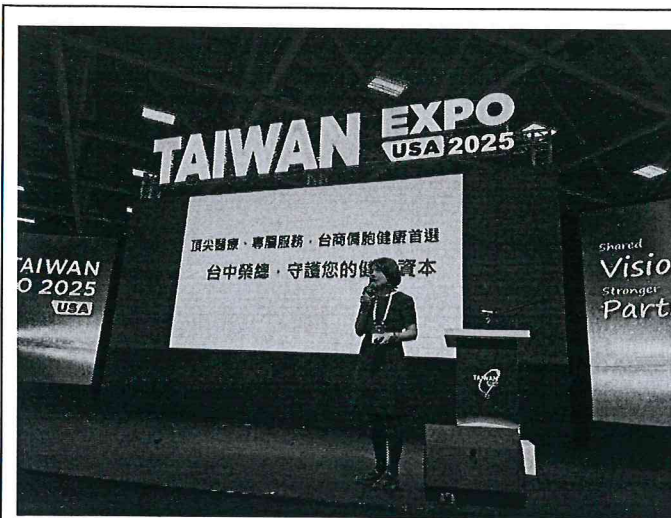 TAIWAN EXPO
USA 2025
頂尖醫療、專屬服務,台商僑胞健康首選
台中榮總,守護您的健 資本
TAIWAN
O 2025
USA
Shared
Visio
Stronger
Part
TAIWAN